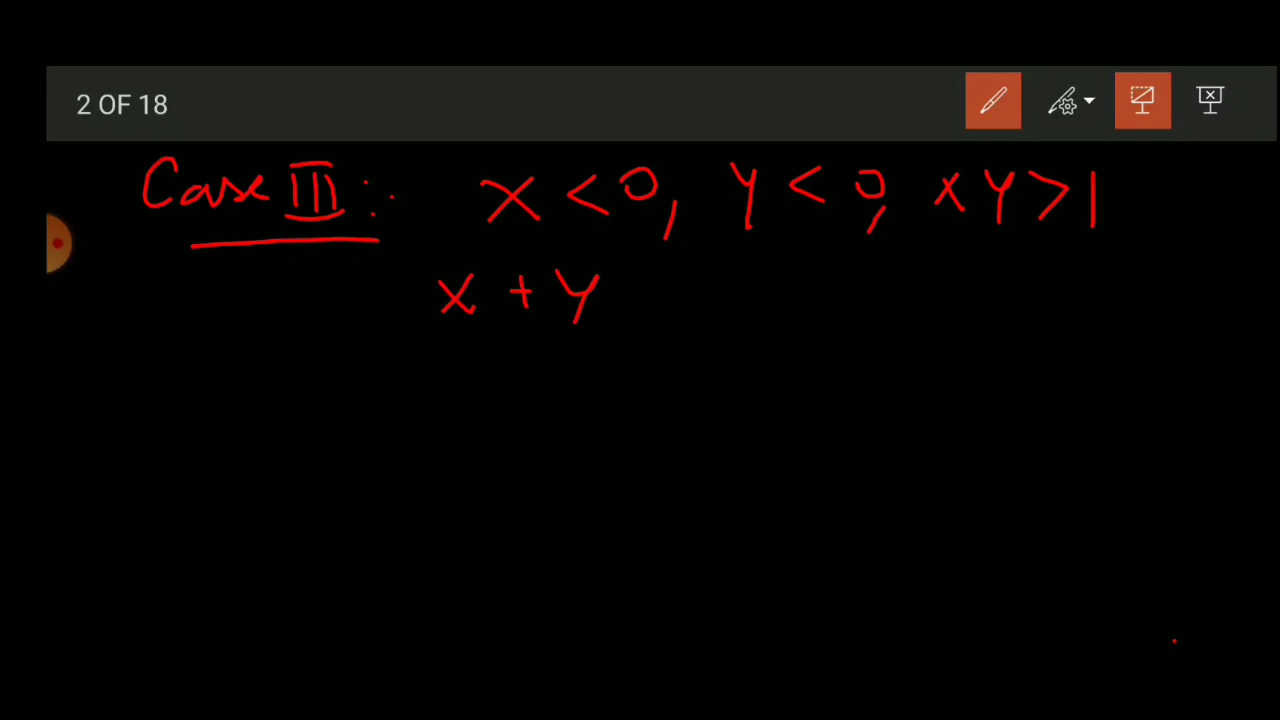 2 OF 18
Case III :- x < 0, y < 0, xy > 1
x + y